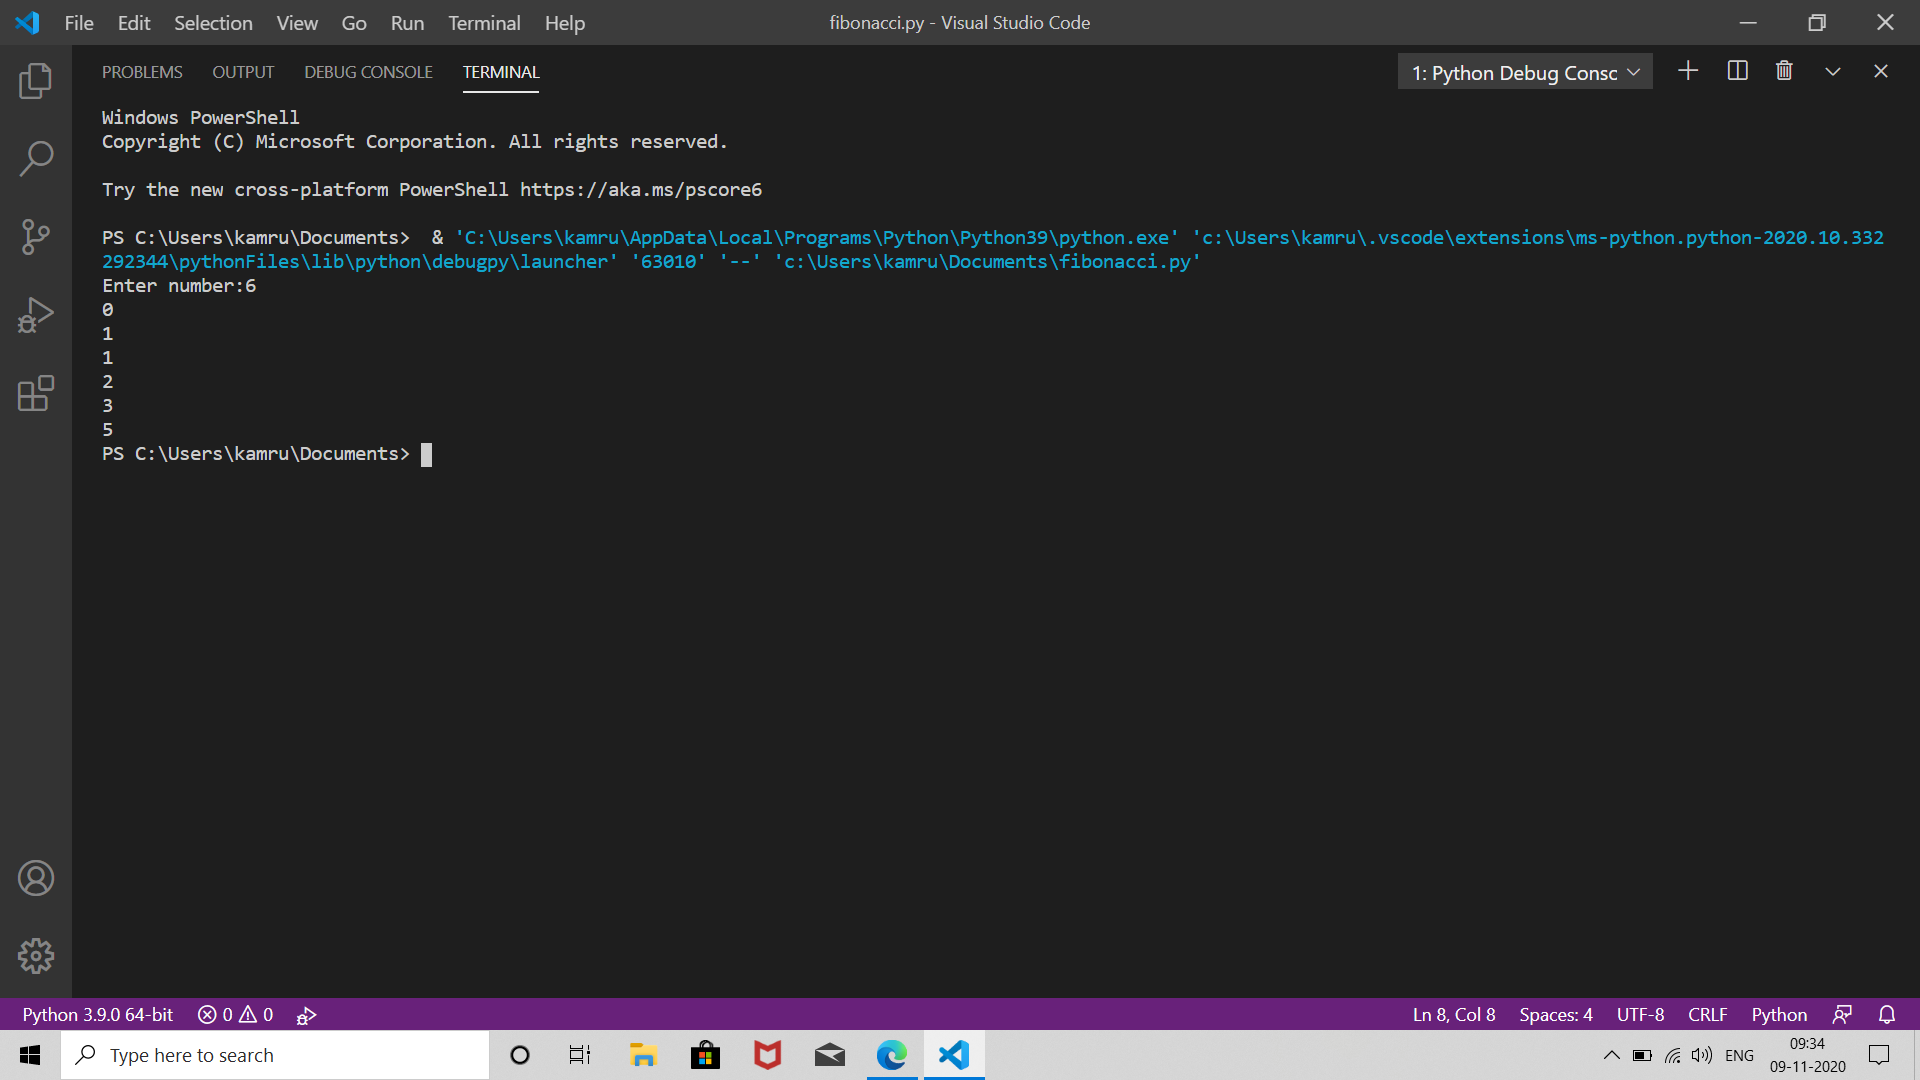 File Edit Selection View Go Run Terminal Help fibonacci.py - Visual Studio Code
PROBLEMS OUTPUT DEBUG CONSOLE TERMINAL 1: Python Debug Consc
Windows PowerShell
Copyright (C) Microsoft Corporation. All rights reserved.
Try the new cross-platform PowerShell https://aka.ms/pscore6
PS C:\Users\kamru\Documents>  & 'C:\Users\kamru\AppData\Local\Programs\Python\Python39\python.exe' 'c:\Users\kamru\.vscode\extensions\ms-python.python-2020.10.332
292344\pythonFiles\lib\python\debugpy\launcher' '63010' '--' 'c:\Users\kamru\Documents\fibonacci.py'
Enter number:6
0
1
1
2
3
5
PS C:\Users\kamru\Documents>
Python 3.9.0 64-bit 0 0 Ln 8, Col 8 Spaces: 4 UTF-8 CRLF Python
Type here to search ENG 09:34
09-11-2020